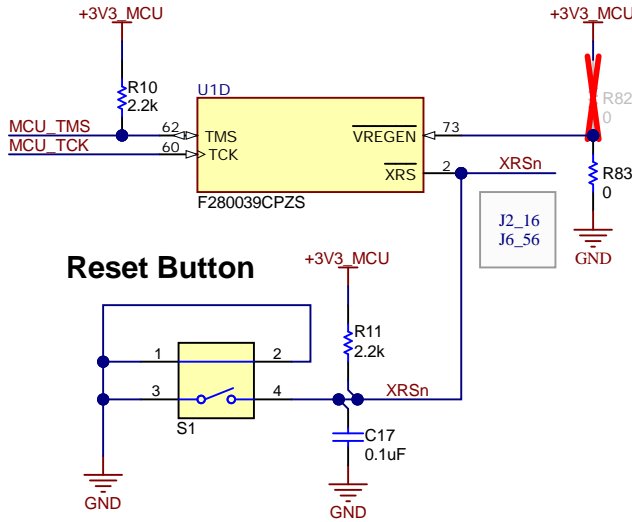 +3V3_MCU
+3V3_MCU
R10
2.2k
U1D
R82
0
MCU_TMS
62
TMS
VREGEN
73
MCU_TCK
60
TCK
XRS
2
XRSn
R83
0
F280039CPZS
J2_16
J6_56
GND
Reset Button
+3V3_MCU
R11
2.2k
1
2
3
4
XRSn
S1
C17
0.1uF
GND
GND